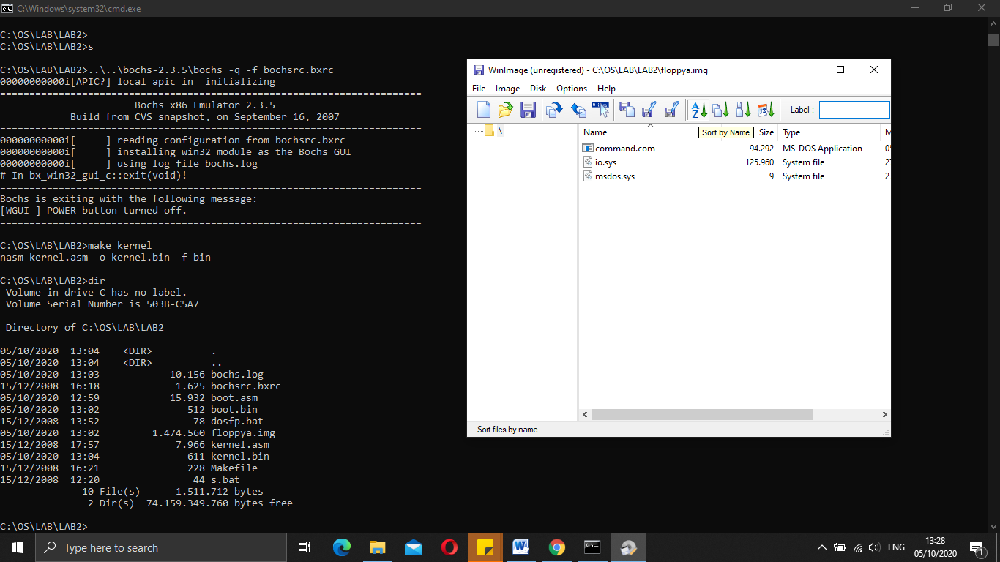 C:\Windows\system32\cmd.exe
C:\OS\LAB\LAB2>
C:\OS\LAB\LAB2>s
C:\OS\LAB\LAB2>..\..\bochs-2.3.5\bochs -q -f bochsrc.bxrc
00000000000i[APIC?] local apic in  initializing
========================================================================
Bochs x86 Emulator 2.3.5
Build from CVS snapshot, on September 16, 2007
========================================================================
00000000000i[     ] reading configuration from bochsrc.bxrc
00000000000i[     ] installing win32 module as the Bochs GUI
00000000000i[     ] using log file bochs.log
# In bx_win32_gui_c::exit(void)!
========================================================================
Bochs is exiting with the following message:
[WGUI ] POWER button turned off.
========================================================================
C:\OS\LAB\LAB2>make kernel
nasm kernel.asm -o kernel.bin -f bin
C:\OS\LAB\LAB2>dir
Volume in drive C has no label.
Volume Serial Number is 503B-C5A7
Directory of C:\OS\LAB\LAB2
05/10/2020  13:04    <DIR>          .
05/10/2020  13:04    <DIR>          ..
05/10/2020  13:03            10.156 bochs.log
15/12/2008  16:18             1.625 bochsrc.bxrc
05/10/2020  12:59            15.932 boot.asm
05/10/2020  13:02               512 boot.bin
15/12/2008  13:52                78 dosfp.bat
05/10/2020  13:02         1.474.560 floppya.img
15/12/2008  17:57             7.966 kernel.asm
05/10/2020  13:04               611 kernel.bin
15/12/2008  16:21               228 Makefile
15/12/2008  12:20                44 s.bat
10 File(s)      1.511.712 bytes
2 Dir(s)  74.159.349.760 bytes free
C:\OS\LAB\LAB2>
WinImage (unregistered) - C:\OS\LAB\LAB2\floppya.img
File Image Disk Options Help
Label :
\
Name Sort by Name Size Type M
command.com 94.292 MS-DOS Application 05
io.sys 125.960 System file 27
msdos.sys 9 System file 27
Sort files by name
Type here to search
ENG
13:28
05/10/2020
1